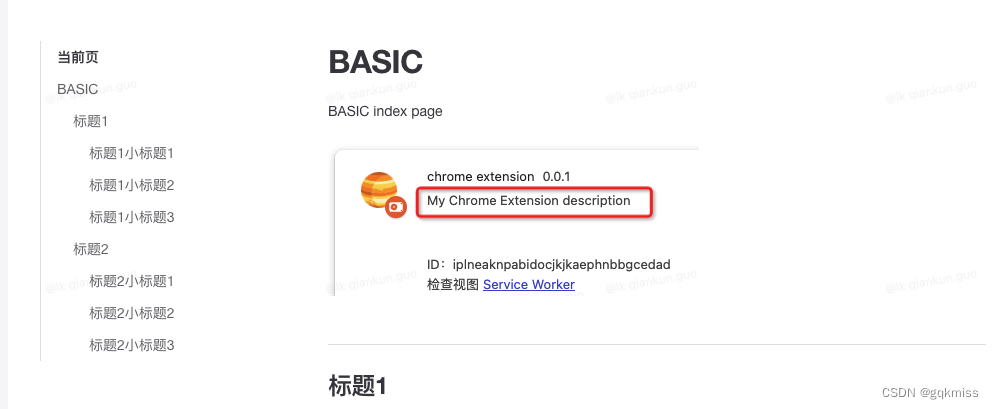 当前页
BASIC
标题1
标题1小标题1
标题1小标题2
标题1小标题3
标题2
标题2小标题1
标题2小标题2
标题2小标题3
BASIC
BASIC index page
chrome extension 0.0.1
My Chrome Extension description
ID：iplneaknpabidocjkjkaephnbbgcedad
检查视图 Service Worker
标题1
@lk qiankun.guo
@lk qiankun.guo
@lk qiankun.guo
@lk qiankun.guo
@lk qiankun.guo
@lk qiankun.guo
CSDN @gqkmiss